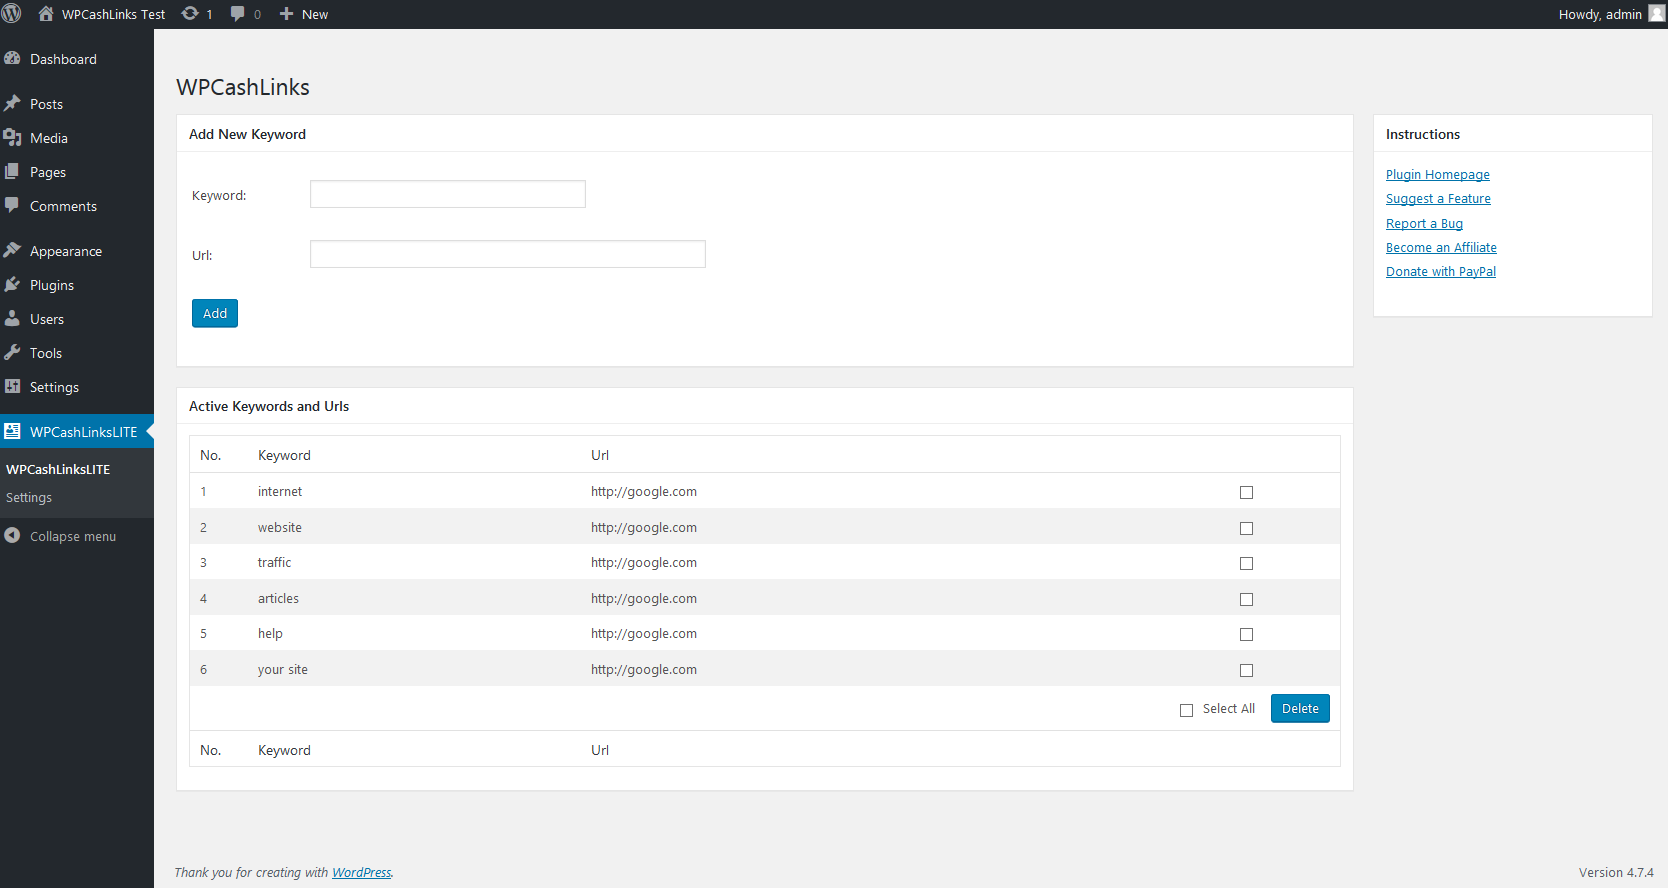 WPCashLinks Test 1 0 New Howdy, admin
Dashboard
Posts
Media
Pages
Comments
Appearance
Plugins
Users
Tools
Settings
WPCashLinksLITE
WPCashLinksLITE
Settings
Collapse menu
WPCashLinks
Add New Keyword
Keyword:
Url:
Add
Active Keywords and Urls
No. Keyword Url
1 internet http://google.com
2 website http://google.com
3 traffic http://google.com
4 articles http://google.com
5 help http://google.com
6 your site http://google.com
Select All Delete
No. Keyword Url
Instructions
Plugin Homepage
Suggest a Feature
Report a Bug
Become an Affiliate
Donate with PayPal
Thank you for creating with WordPress. Version 4.7.4